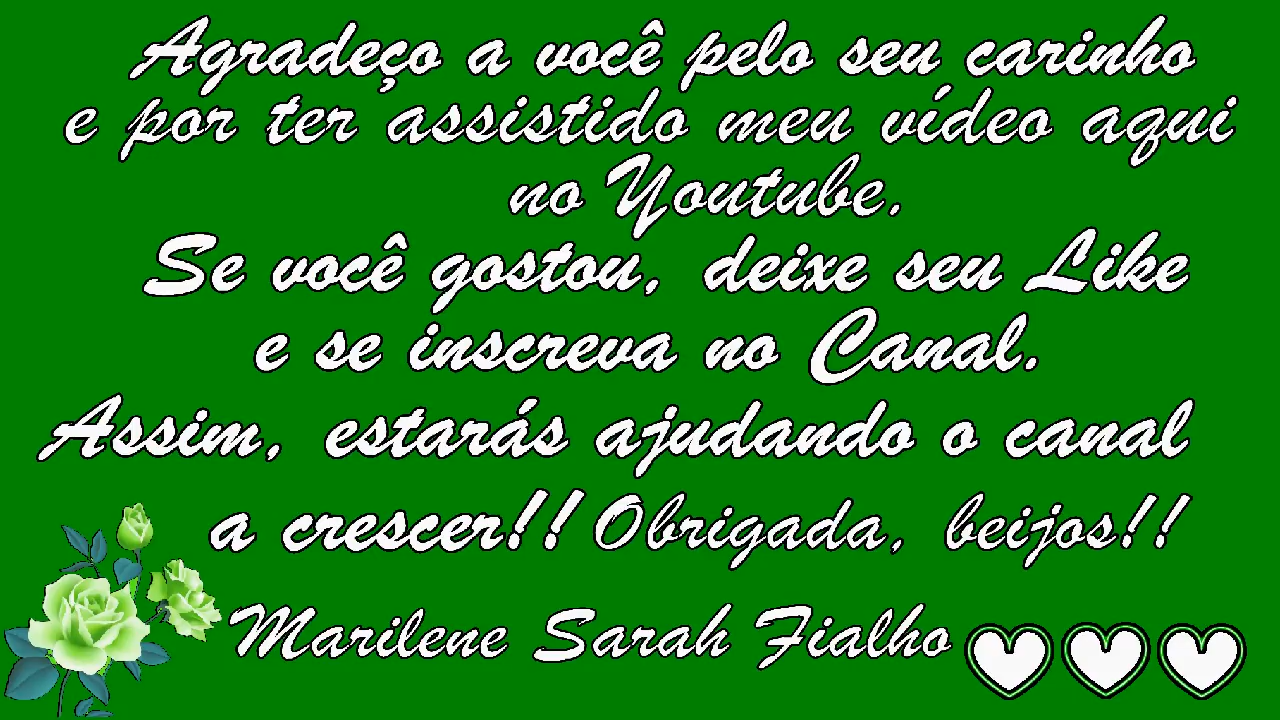 Agradeço a você pelo seu carinho
e por ter assistido meu vídeo aqui
no Youtube.
Se você gostou, deixe seu Like
e se inscreva no Canal.
Assim, estarás ajudando o canal
a crescer!! Obrigada, beijos!!
Marilene Sarah Fialho